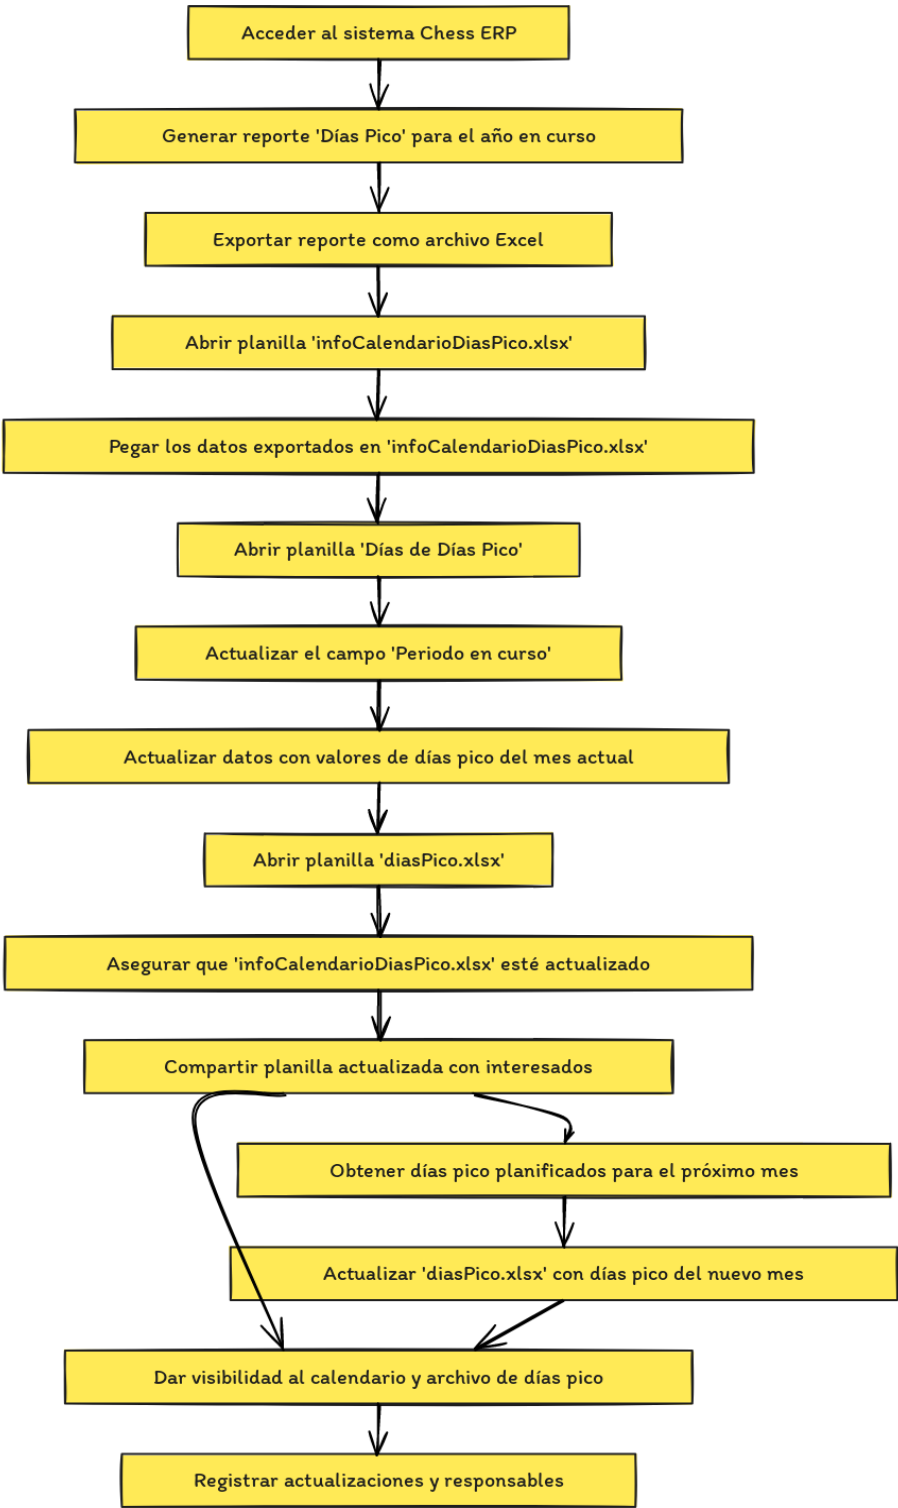 Acceder al sistema Chess ERP
Generar reporte 'Días Pico' para el año en curso
Exportar reporte como archivo Excel
Abrir planilla 'infoCalendarioDiasPico.xlsx'
Pegar los datos exportados en 'infoCalendarioDiasPico.xlsx'
Abrir planilla 'Días de Días Pico'
Actualizar el campo 'Periodo en curso'
Actualizar datos con valores de días pico del mes actual
Abrir planilla 'diasPico.xlsx'
Asegurar que 'infoCalendarioDiasPico.xlsx' esté actualizado
Compartir planilla actualizada con interesados
Obtener días pico planificados para el próximo mes
Actualizar 'diasPico.xlsx' con días pico del nuevo mes
Dar visibilidad al calendario y archivo de días pico
Registrar actualizaciones y responsables